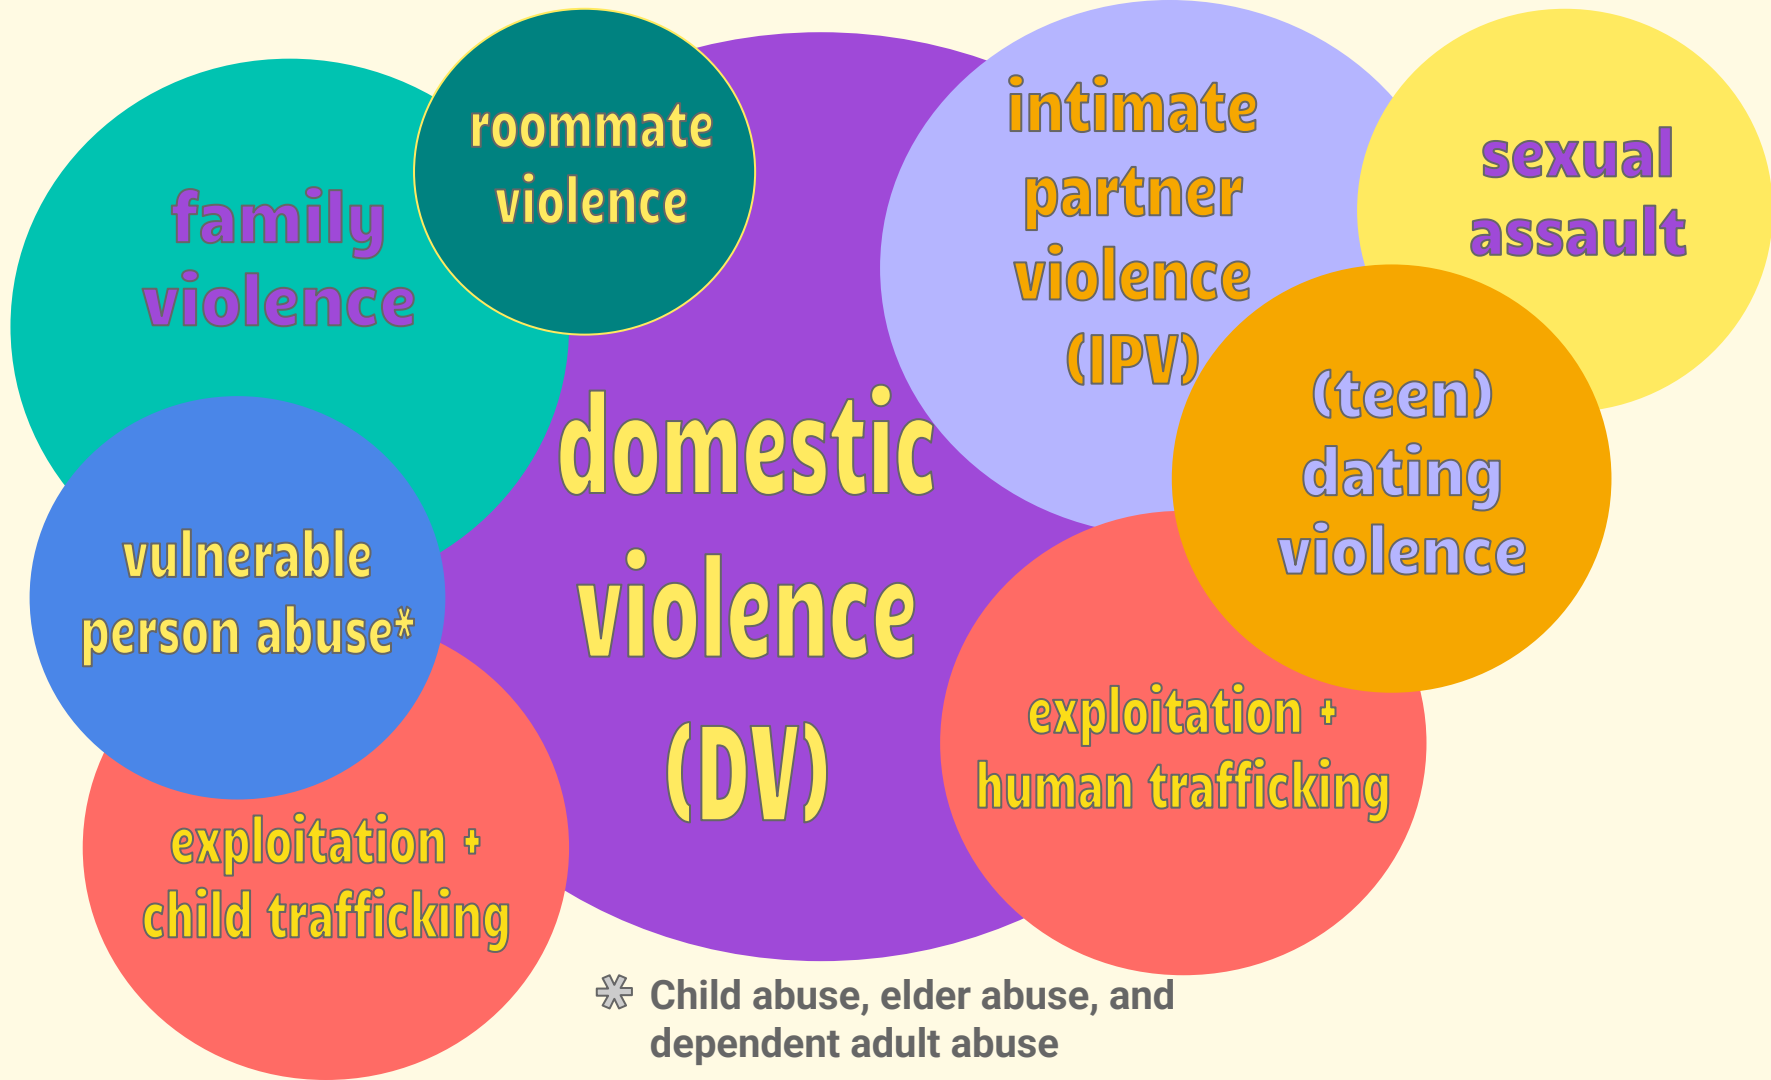 roommate
violence
family
violence
intimate
partner
violence
(IPV)
sexual
assault
domestic
violence
(DV)
(teen)
dating
violence
vulnerable
person abuse*
exploitation +
human trafficking
exploitation +
child trafficking
* Child abuse, elder abuse, and
dependent adult abuse